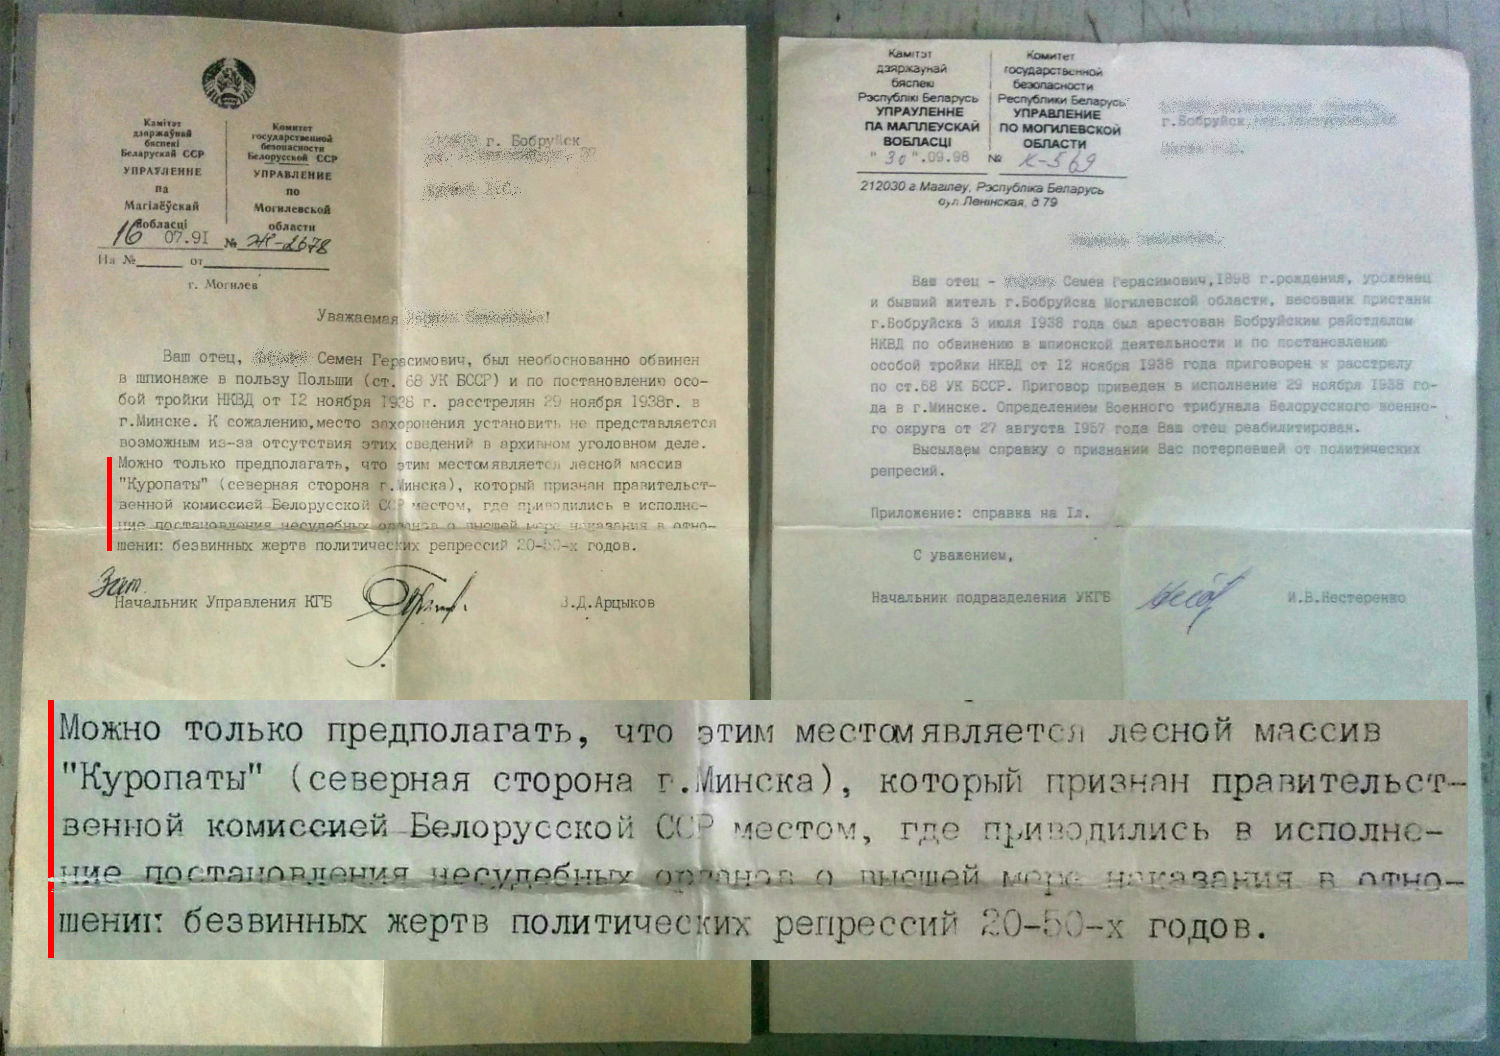 Камітэт
дзяржаўнай
бяспекі
Беларускай ССР
УПРАЎЛЕННЕ
па
Магілёўскай
вобласці
Комитет
государственной
безопасности
Белорусской ССР
УПРАВЛЕНИЕ
по
Могилевской
области
16 07.91 № Ж-2678
На № от
г. Могилев
г. Бобруйск
Уважаемая !
Ваш отец, Семен Герасимович, был необоснованно обвинен
в шпионаже в пользу Польши (ст. 68 УК БССР) и по постановлению осо-
бой тройки НКВД от 12 ноября 1938 г. расстрелян 29 ноября 1938г. в
г.Минске. К сожалению,место захоронения установить не представляется
возможным из-за отсутствия этих сведений в архивном уголовном деле.
Можно только предполагать, что этим местом является лесной массив
"Куропаты" (северная сторона г.Минска), который признан правительст-
венной комиссией Белорусской ССР местом, где приводились в исполне-
ние постановления несудебных органов о высшей мере наказания в отно-
шении безвинных жертв политических репрессий 20-50-х годов.
Зам.
Начальник Управления КГБ В.Д.Арцыков
Камітэт
дзяржаунай
бяспекі
Рэспублікі Беларусь
УПРАУЛЕННЕ
ПА МАГІЛЕУСКАЙ
ВОБЛАСЦІ
Комитет
государственной
безопасности
Республики Беларусь
УПРАВЛЕНИЕ
ПО МОГИЛЕВСКОЙ
ОБЛАСТИ
"30".09.98 № К-569
212030 г Магілеу, Рэспубліка Беларусь
вул Ленінская, д 79
г.Бобруйск,
Ваш отец - Семен Герасимович,1898 г.рождения, уроженец
и бывший житель г.Бобруйска Могилевской области, весовщик пристани
г.Бобруйска 3 июля 1938 года был арестован Бобруйским райотделом
НКВД по обвинению в шпионской деятельности и по постановлению
особой тройки НКВД от 12 ноября 1938 года приговорен к расстрелу
по ст.68 УК БССР. Приговор приведен в исполнение 29 ноября 1938 го-
да в г.Минске. Определением Военного трибунала Белорусского военно-
го округа от 27 августа 1957 года Ваш отец реабилитирован.
Высылаем справку о признании Вас потерпевшей от политических
репресий.
Приложение: справка на 1л.
С уважением,
Начальник подразделения УКГБ И.В.Нестеренко
Можно только предполагать, что этим местом является лесной массив
"Куропаты" (северная сторона г.Минска), который признан правительст-
венной комиссией Белорусской ССР местом, где приводились в исполне-
ние постановления несудебных органов о высшей мере наказания в отно-
шении безвинных жертв политических репрессий 20-50-х годов.